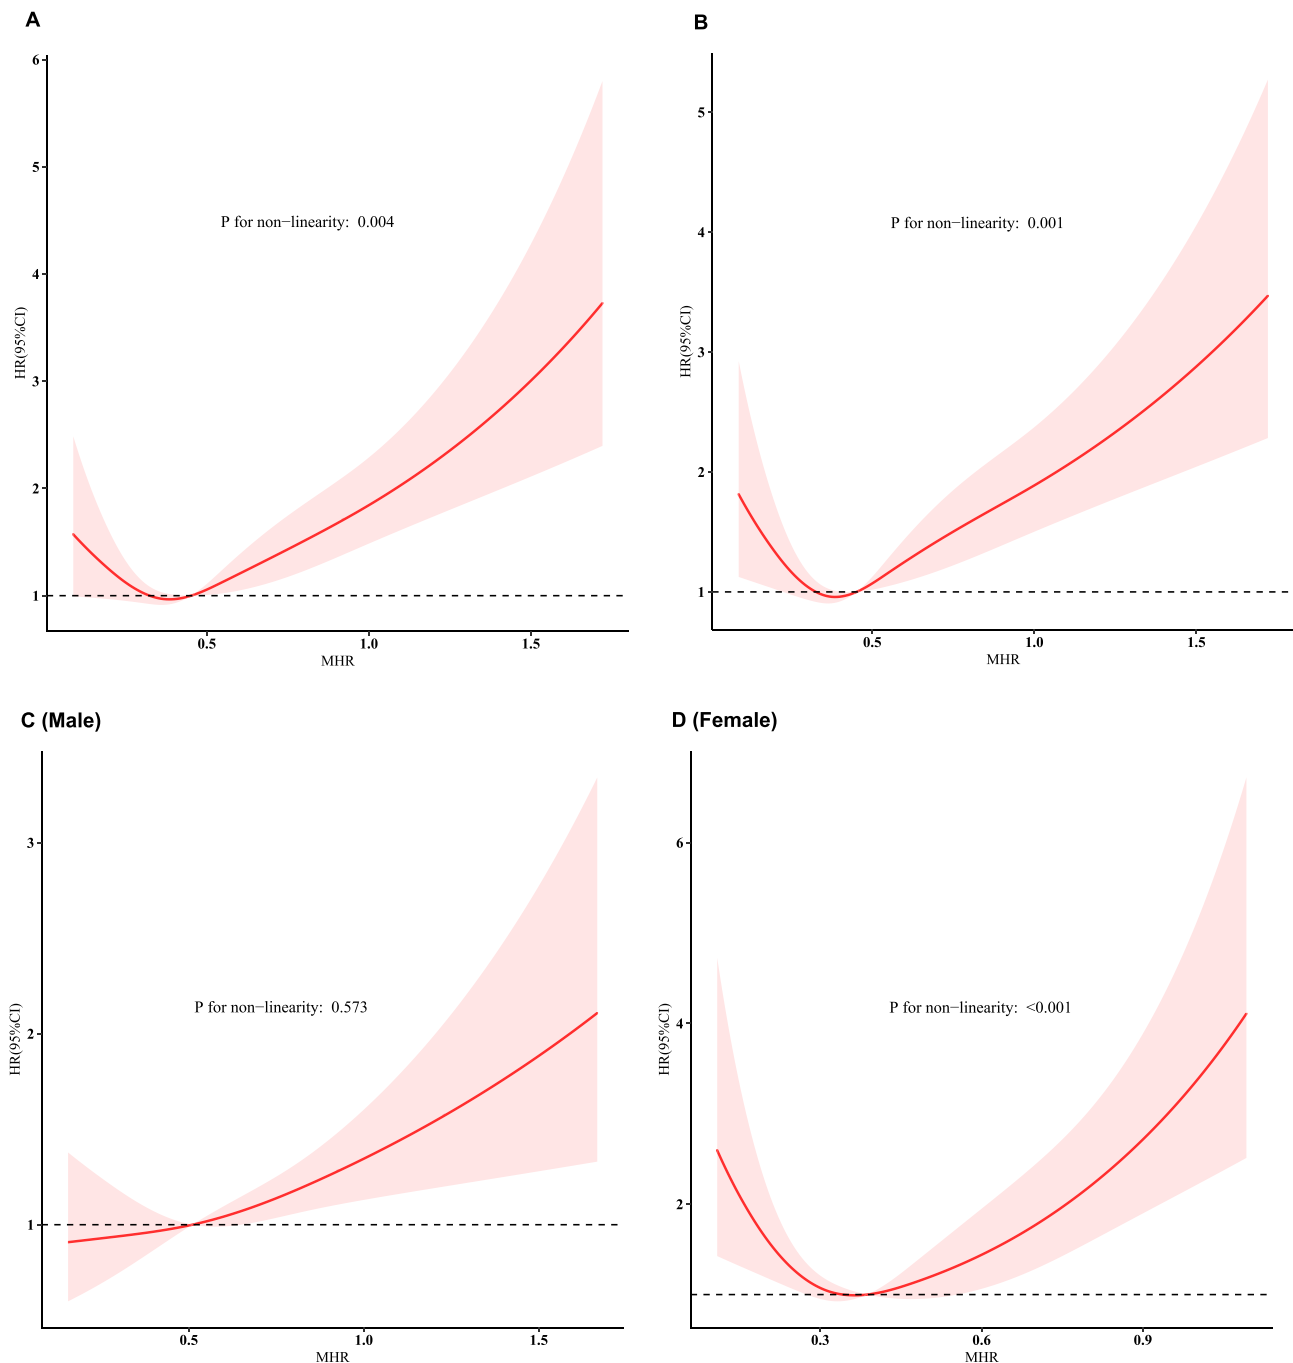 A
6
5
4
3
2
1
HR(95%CI)
P for non−linearity:  0.004
0.5 1.0 1.5
MHR
B
5
4
3
2
1
HR(95%CI)
P for non−linearity:  0.001
0.5 1.0 1.5
MHR
C (Male)
3
2
1
HR(95%CI)
P for non−linearity:  0.573
0.5 1.0 1.5
MHR
D (Female)
6
4
2
HR(95%CI)
P for non−linearity:  <0.001
0.3 0.6 0.9
MHR